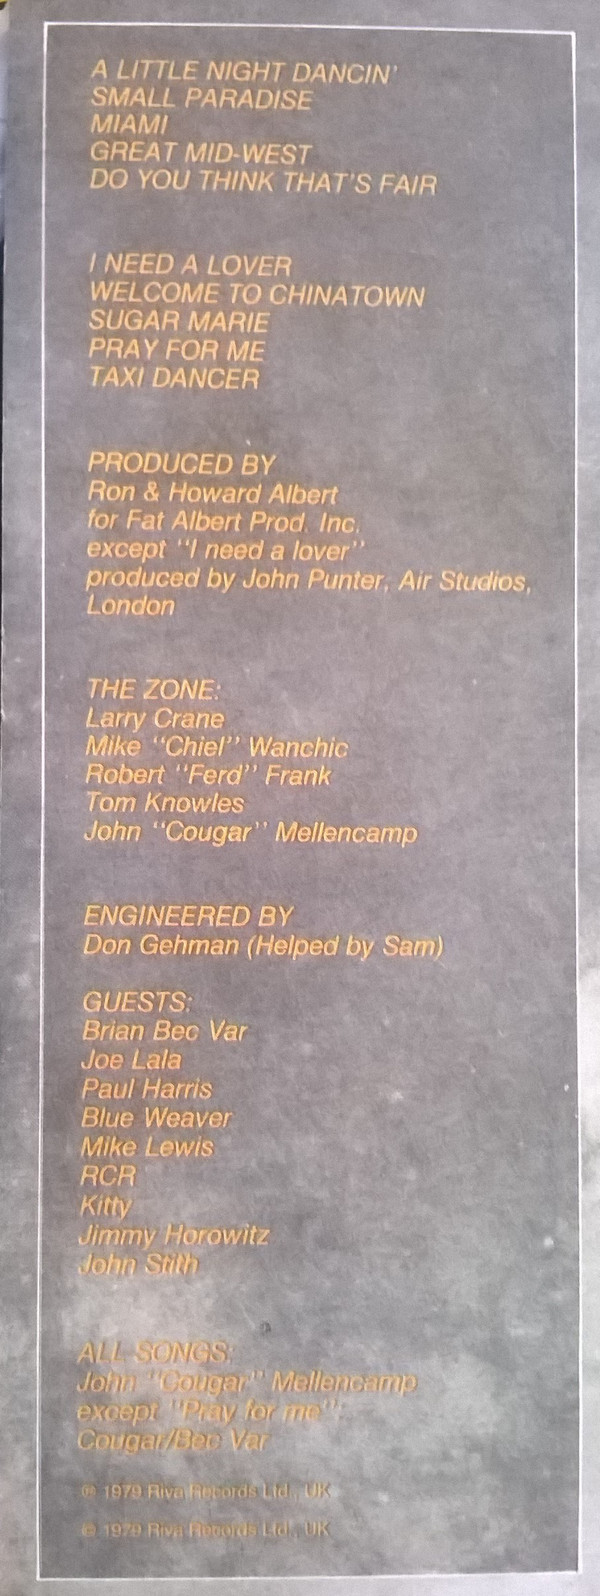 A LITTLE NIGHT DANCIN'
SMALL PARADISE
MIAMI
GREAT MID-WEST
DO YOU THINK THAT'S FAIR
I NEED A LOVER
WELCOME TO CHINATOWN
SUGAR MARIE
PRAY FOR ME
TAXI DANCER
PRODUCED BY
Ron & Howard Albert
for Fat Albert Prod. Inc.
except "I need a lover"
produced by John Punter, Air Studios,
London
THE ZONE:
Larry Crane
Mike "Chiel" Wanchic
Robert "Ferd" Frank
Tom Knowles
John "Cougar" Mellencamp
ENGINEERED BY
Don Gehman (Helped by Sam)
GUESTS:
Brian Bec Var
Joe Lala
Paul Harris
Blue Weaver
Mike Lewis
RCR
Kitty
Jimmy Horowitz
John Stith
ALL SONGS:
John "Cougar" Mellencamp
except "Pray for me":
Cougar/Bec Var
℗ 1979 Riva Records Ltd., UK
© 1979 Riva Records Ltd., UK